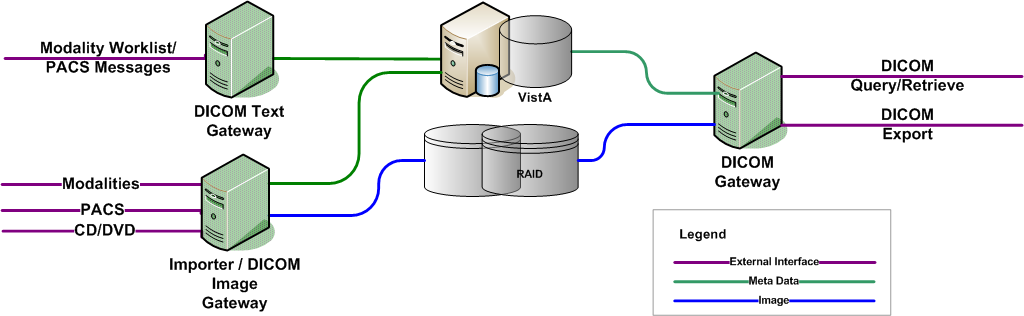 Modality Worklist/
PACS Messages
DICOM Text
Gateway
VistA
DICOM
Query/Retrieve
DICOM
Export
DICOM
Gateway
RAID
Modalities
PACS
CD/DVD
Importer / DICOM
Image
Gateway
Legend
External Interface
Meta Data
Image